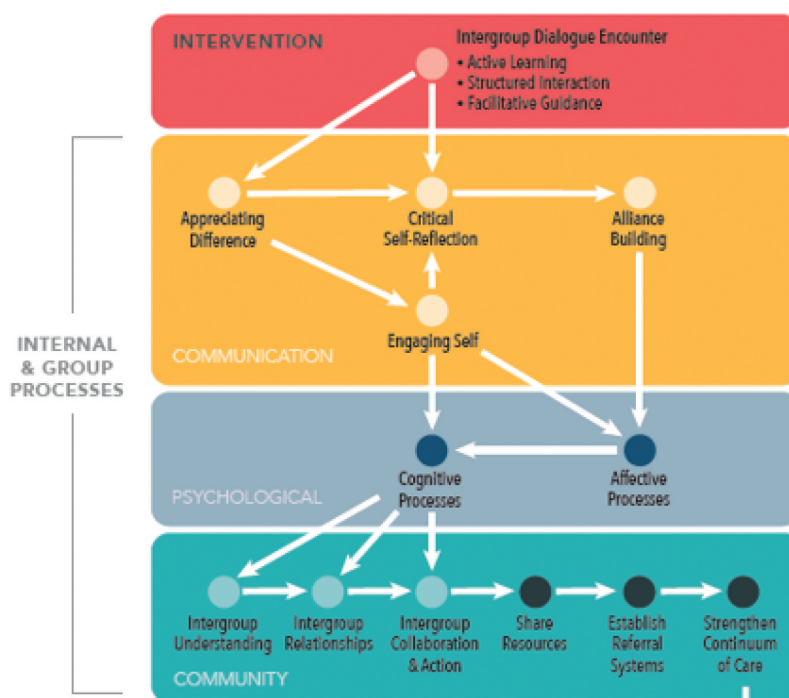 INTERVENTION
Intergroup Dialogue Encounter
• Active Learning
• Structured Interaction
• Facilitative Guidance
INTERNAL
& GROUP
PROCESSES
Appreciating
Difference
Critical
Self-Reflection
Alliance
Building
Engaging Self
COMMUNICATION
Cognitive
Processes
Affective
Processes
PSYCHOLOGICAL
Intergroup
Understanding
Intergroup
Relationships
Intergroup
Collaboration
& Action
Share
Resources
Establish
Referral
Systems
Strengthen
Continuum
of Care
COMMUNITY